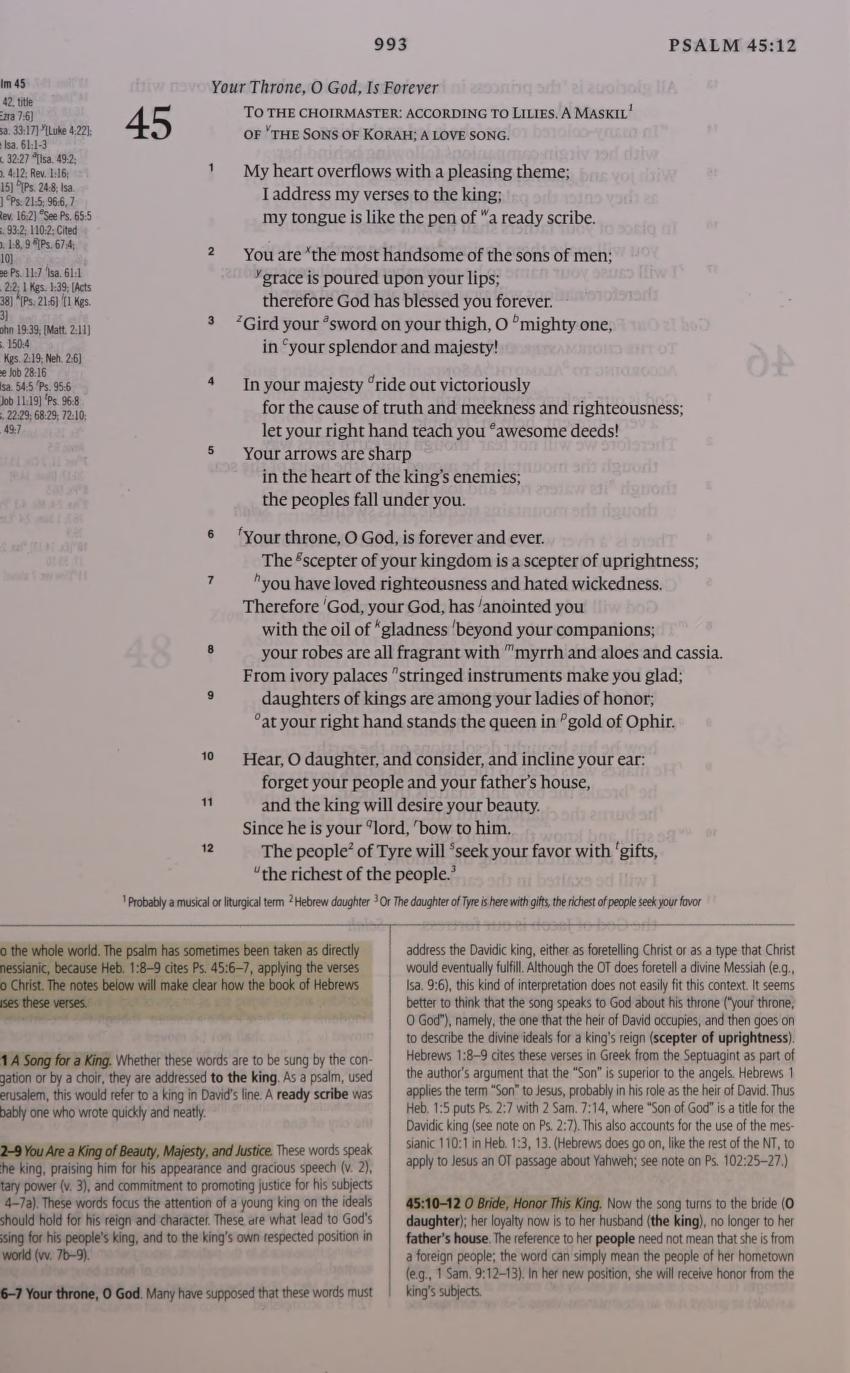 993
PSALM 45:12
lm 45
42, title
Ezra 7:6]
sa. 33:17] y[Luke 4:22];
Isa. 61:1-3
. 32:27 a[Isa. 49:2;
. 4:12; Rev. 1:16;
15] b[Ps. 24:8; Isa.
] cPs. 21:5; 96:6, 7
Rev. 16:2] eSee Ps. 65:5
. 93:2; 110:2; Cited
. 1:8, 9 g[Ps. 67:4;
10]
ee Ps. 11:7 iIsa. 61:1
2:2; 1 Kgs. 1:39; [Acts
38] k[Ps. 21:6] l[1 Kgs.
3]
ohn 19:39; [Matt. 2:11]
. 150:4
Kgs. 2:19; Neh. 2:6]
ee Job 28:16
Isa. 54:5 rPs. 95:6
Job 11:19] tPs. 96:8
. 22:29; 68:29; 72:10;
49:7
Your Throne, O God, Is Forever
45 TO THE CHOIRMASTER: ACCORDING TO LILIES. A MASKIL1
OF vTHE SONS OF KORAH; A LOVE SONG.
1 My heart overflows with a pleasing theme;
I address my verses to the king;
my tongue is like the pen of wa ready scribe.
2 You are xthe most handsome of the sons of men;
ygrace is poured upon your lips;
therefore God has blessed you forever.
3 zGird your asword on your thigh, O bmighty one,
in cyour splendor and majesty!
4 In your majesty dride out victoriously
for the cause of truth and meekness and righteousness;
let your right hand teach you eawesome deeds!
5 Your arrows are sharp
in the heart of the king's enemies;
the peoples fall under you.
6 fYour throne, O God, is forever and ever.
The gscepter of your kingdom is a scepter of uprightness;
7 hyou have loved righteousness and hated wickedness.
Therefore iGod, your God, has janointed you
with the oil of kgladness lbeyond your companions;
8 your robes are all fragrant with mmyrrh and aloes and cassia.
From ivory palaces nstringed instruments make you glad;
9 daughters of kings are among your ladies of honor;
oat your right hand stands the queen in pgold of Ophir.
10 Hear, O daughter, and consider, and incline your ear:
forget your people and your father's house,
11 and the king will desire your beauty.
Since he is your qlord, rbow to him.
12 The people2 of Tyre will sseek your favor with tgifts,
uthe richest of the people.3
1 Probably a musical or liturgical term 2 Hebrew daughter 3 Or The daughter of Tyre is here with gifts, the richest of people seek your favor
o the whole world. The psalm has sometimes been taken as directly
nessianic, because Heb. 1:8–9 cites Ps. 45:6–7, applying the verses
o Christ. The notes below will make clear how the book of Hebrews
uses these verses.
1 A Song for a King. Whether these words are to be sung by the con-
gation or by a choir, they are addressed to the king. As a psalm, used
erusalem, this would refer to a king in David's line. A ready scribe was
bably one who wrote quickly and neatly.
2–9 You Are a King of Beauty, Majesty, and Justice. These words speak
he king, praising him for his appearance and gracious speech (v. 2),
tary power (v. 3), and commitment to promoting justice for his subjects
4–7a). These words focus the attention of a young king on the ideals
should hold for his reign and character. These are what lead to God's
ssing for his people's king, and to the king's own respected position in
world (vv. 7b–9).
6–7 Your throne, O God. Many have supposed that these words must
address the Davidic king, either as foretelling Christ or as a type that Christ
would eventually fulfill. Although the OT does foretell a divine Messiah (e.g.,
Isa. 9:6), this kind of interpretation does not easily fit this context. It seems
better to think that the song speaks to God about his throne ("your throne,
O God"), namely, the one that the heir of David occupies, and then goes on
to describe the divine ideals for a king's reign (scepter of uprightness).
Hebrews 1:8–9 cites these verses in Greek from the Septuagint as part of
the author's argument that the "Son" is superior to the angels. Hebrews 1
applies the term "Son" to Jesus, probably in his role as the heir of David. Thus
Heb. 1:5 puts Ps. 2:7 with 2 Sam. 7:14, where "Son of God" is a title for the
Davidic king (see note on Ps. 2:7). This also accounts for the use of the mes-
sianic 110:1 in Heb. 1:3, 13. (Hebrews does go on, like the rest of the NT, to
apply to Jesus an OT passage about Yahweh; see note on Ps. 102:25–27.)
45:10–12 O Bride, Honor This King. Now the song turns to the bride (O
daughter); her loyalty now is to her husband (the king), no longer to her
father's house. The reference to her people need not mean that she is from
a foreign people; the word can simply mean the people of her hometown
(e.g., 1 Sam. 9:12–13). In her new position, she will receive honor from the
king's subjects.